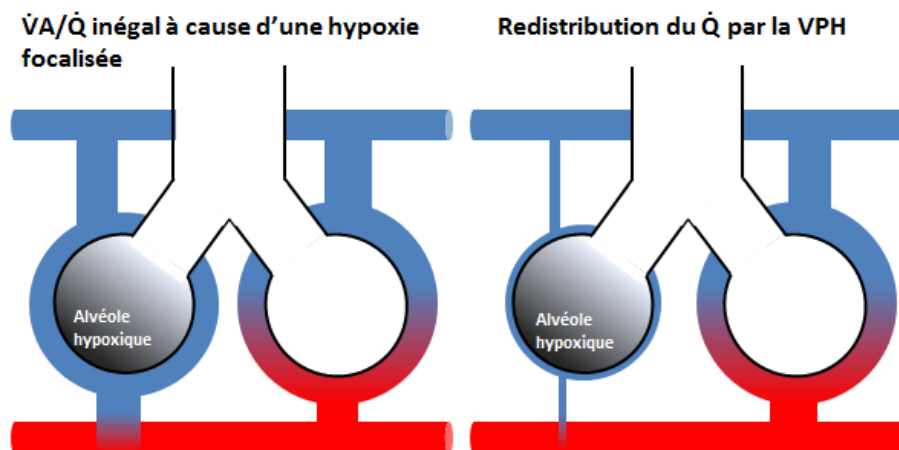 V̇A/Q̇ inégal à cause d’une hypoxie
focalisée
Redistribution du Q̇ par la VPH
Alvéole
hypoxique
Alvéole
hypoxique